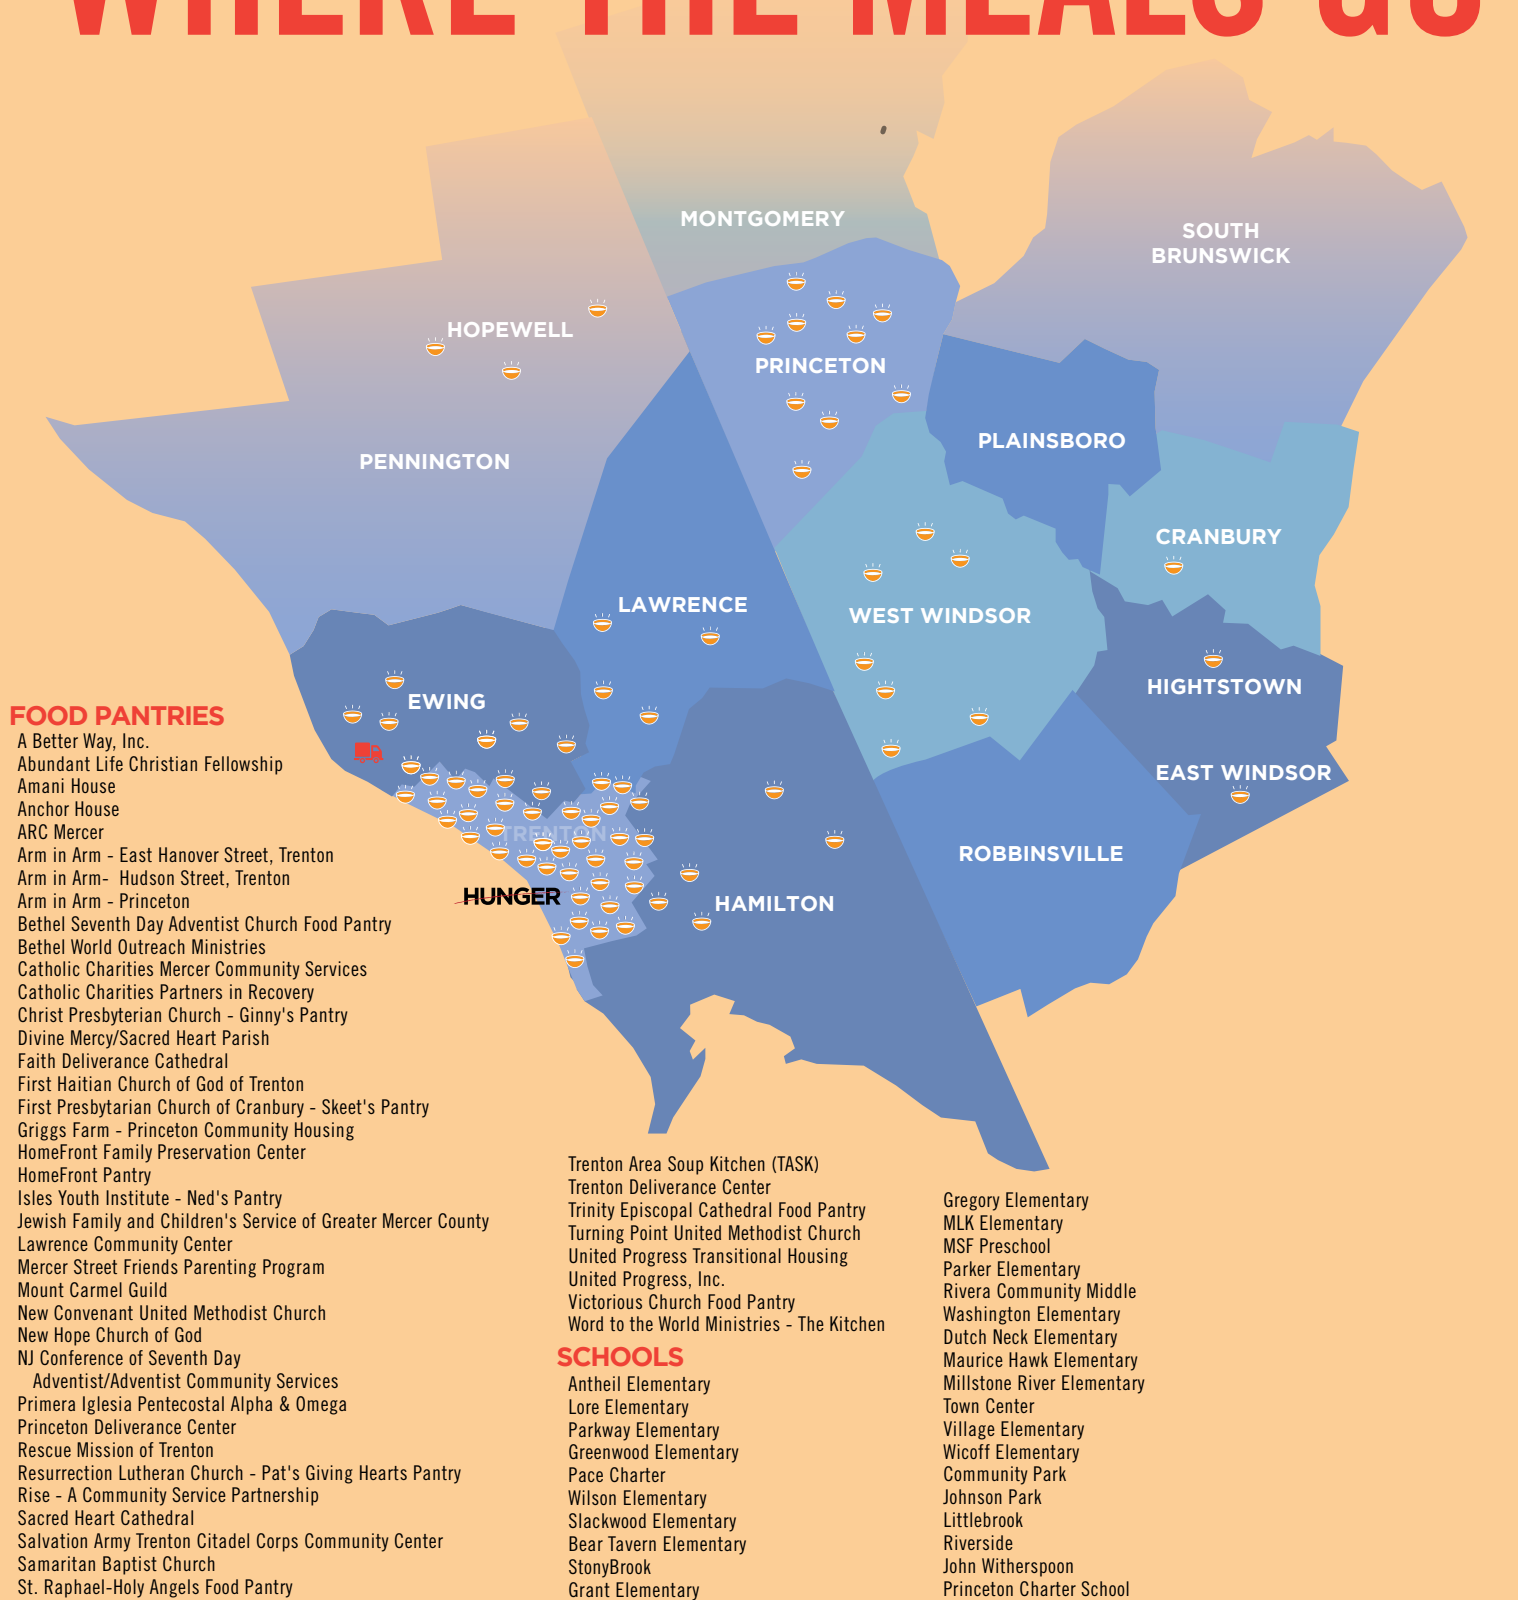 WHERE THE MEALS GO
MONTGOMERY
SOUTH
BRUNSWICK
HOPEWELL
PRINCETON
PLAINSBORO
PENNINGTON
CRANBURY
LAWRENCE
WEST WINDSOR
HIGHTSTOWN
EWING
EAST WINDSOR
TRENTON
ROBBINSVILLE
HUNGER
HAMILTON
FOOD PANTRIES
A Better Way, Inc.
Abundant Life Christian Fellowship
Amani House
Anchor House
ARC Mercer
Arm in Arm - East Hanover Street, Trenton
Arm in Arm-  Hudson Street, Trenton
Arm in Arm - Princeton
Bethel Seventh Day Adventist Church Food Pantry
Bethel World Outreach Ministries
Catholic Charities Mercer Community Services
Catholic Charities Partners in Recovery
Christ Presbyterian Church - Ginny's Pantry
Divine Mercy/Sacred Heart Parish
Faith Deliverance Cathedral
First Haitian Church of God of Trenton
First Presbytarian Church of Cranbury - Skeet's Pantry
Griggs Farm - Princeton Community Housing
HomeFront Family Preservation Center
HomeFront Pantry
Isles Youth Institute - Ned's Pantry
Jewish Family and Children's Service of Greater Mercer County
Lawrence Community Center
Mercer Street Friends Parenting Program
Mount Carmel Guild
New Convenant United Methodist Church
New Hope Church of God
NJ Conference of Seventh Day
Adventist/Adventist Community Services
Primera Iglesia Pentecostal Alpha & Omega
Princeton Deliverance Center
Rescue Mission of Trenton
Resurrection Lutheran Church - Pat's Giving Hearts Pantry
Rise - A Community Service Partnership
Sacred Heart Cathedral
Salvation Army Trenton Citadel Corps Community Center
Samaritan Baptist Church
St. Raphael-Holy Angels Food Pantry
Trenton Area Soup Kitchen (TASK)
Trenton Deliverance Center
Trinity Episcopal Cathedral Food Pantry
Turning Point United Methodist Church
United Progress Transitional Housing
United Progress, Inc.
Victorious Church Food Pantry
Word to the World Ministries - The Kitchen
SCHOOLS
Antheil Elementary
Lore Elementary
Parkway Elementary
Greenwood Elementary
Pace Charter
Wilson Elementary
Slackwood Elementary
Bear Tavern Elementary
StonyBrook
Grant Elementary
Gregory Elementary
MLK Elementary
MSF Preschool
Parker Elementary
Rivera Community Middle
Washington Elementary
Dutch Neck Elementary
Maurice Hawk Elementary
Millstone River Elementary
Town Center
Village Elementary
Wicoff Elementary
Community Park
Johnson Park
Littlebrook
Riverside
John Witherspoon
Princeton Charter School